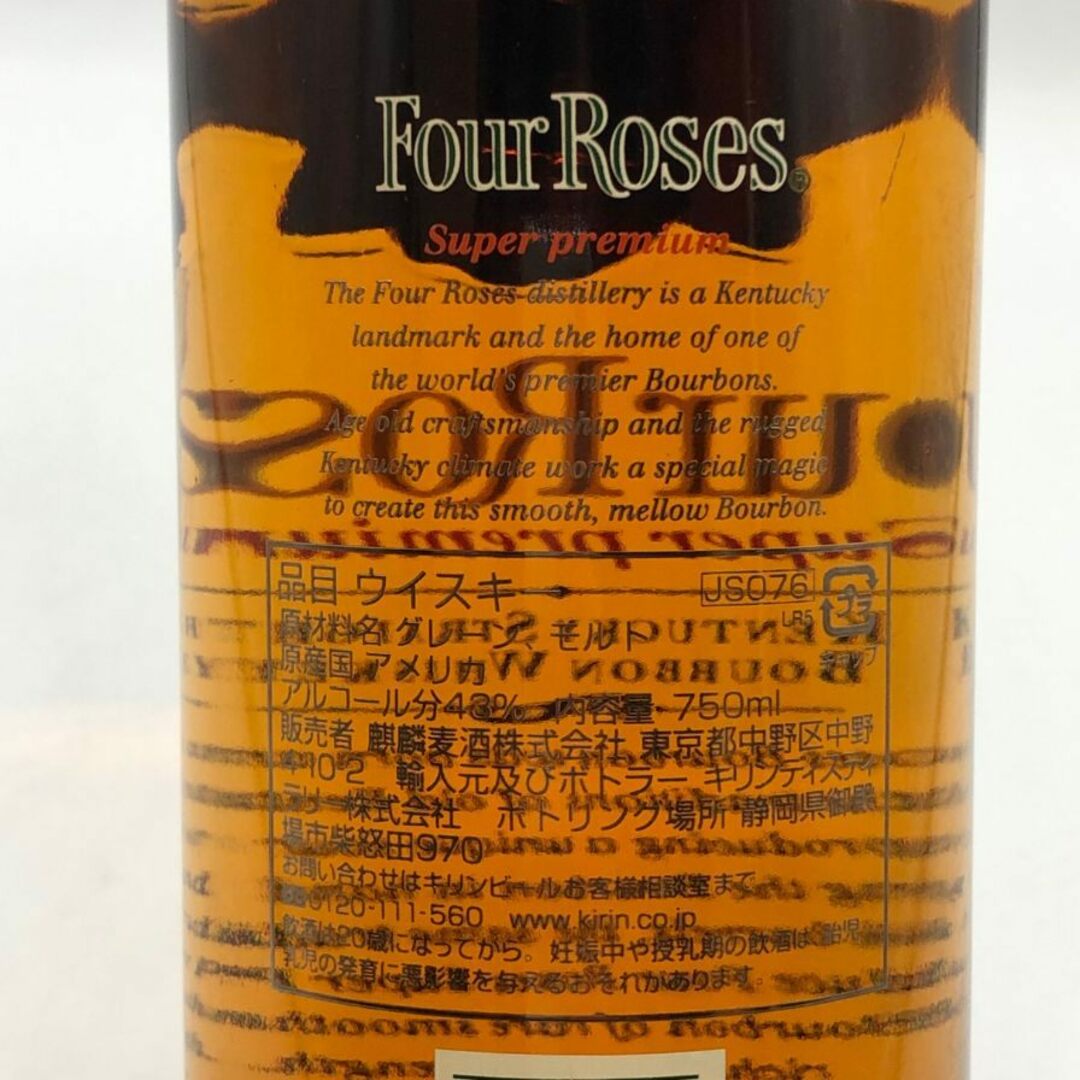 Four Roses®
Super premium
The Four Roses distillery is a Kentucky
landmark and the home of one of
the world's premier Bourbons.
Age old craftsmanship and the rugged
Kentucky climate work a special magic
to create this smooth, mellow Bourbon.
品目 ウイスキー JS076
LR5
原材料名 グレーン、モルト キャップ
原産国 アメリカ
アルコール分43% 内容量 750ml
販売者 麒麟麦酒株式会社 東京都中野区中野
4-10-2 輸入元及びボトラー キリンディスティ
ラリー株式会社 ボトリング場所 静岡県御殿
場市柴怒田970
お問い合わせはキリンビールお客様相談室まで
0120-111-560 www.kirin.co.jp
飲酒は20歳になってから。妊娠中や授乳期の飲酒は、胎児・
乳児の発育に悪影響を与えるおそれがあります。